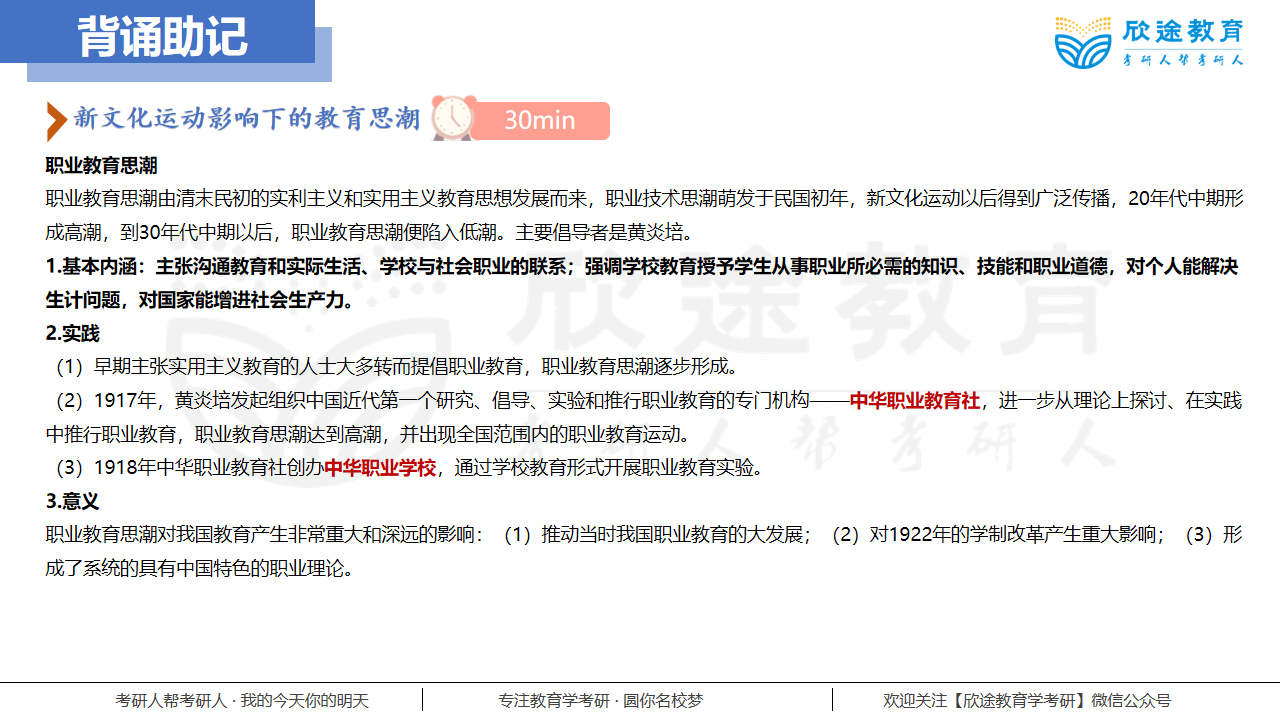 背诵助记
欣途教育
考研人帮考研人
新文化运动影响下的教育思潮
30min
职业教育思潮
职业教育思潮由清末民初的实利主义和实用主义教育思想发展而来，职业技术思潮萌发于民国初年，新文化运动以后得到广泛传播，20年代中期形
成高潮，到30年代中期以后，职业教育思潮便陷入低潮。主要倡导者是黄炎培。
1.基本内涵：主张沟通教育和实际生活、学校与社会职业的联系；强调学校教育授予学生从事职业所必需的知识、技能和职业道德，对个人能解决
生计问题，对国家能增进社会生产力。
2.实践
（1）早期主张实用主义教育的人士大多转而提倡职业教育，职业教育思潮逐步形成。
（2）1917年，黄炎培发起组织中国近代第一个研究、倡导、实验和推行职业教育的专门机构——中华职业教育社，进一步从理论上探讨、在实践
中推行职业教育，职业教育思潮达到高潮，并出现全国范围内的职业教育运动。
（3）1918年中华职业教育社创办中华职业学校，通过学校教育形式开展职业教育实验。
3.意义
职业教育思潮对我国教育产生非常重大和深远的影响：（1）推动当时我国职业教育的大发展；（2）对1922年的学制改革产生重大影响；（3）形
成了系统的具有中国特色的职业理论。
欣途教育
考研人帮考研人
考研人帮考研人 · 我的今天你的明天
专注教育学考研 · 圆你名校梦
欢迎关注【欣途教育学考研】微信公众号